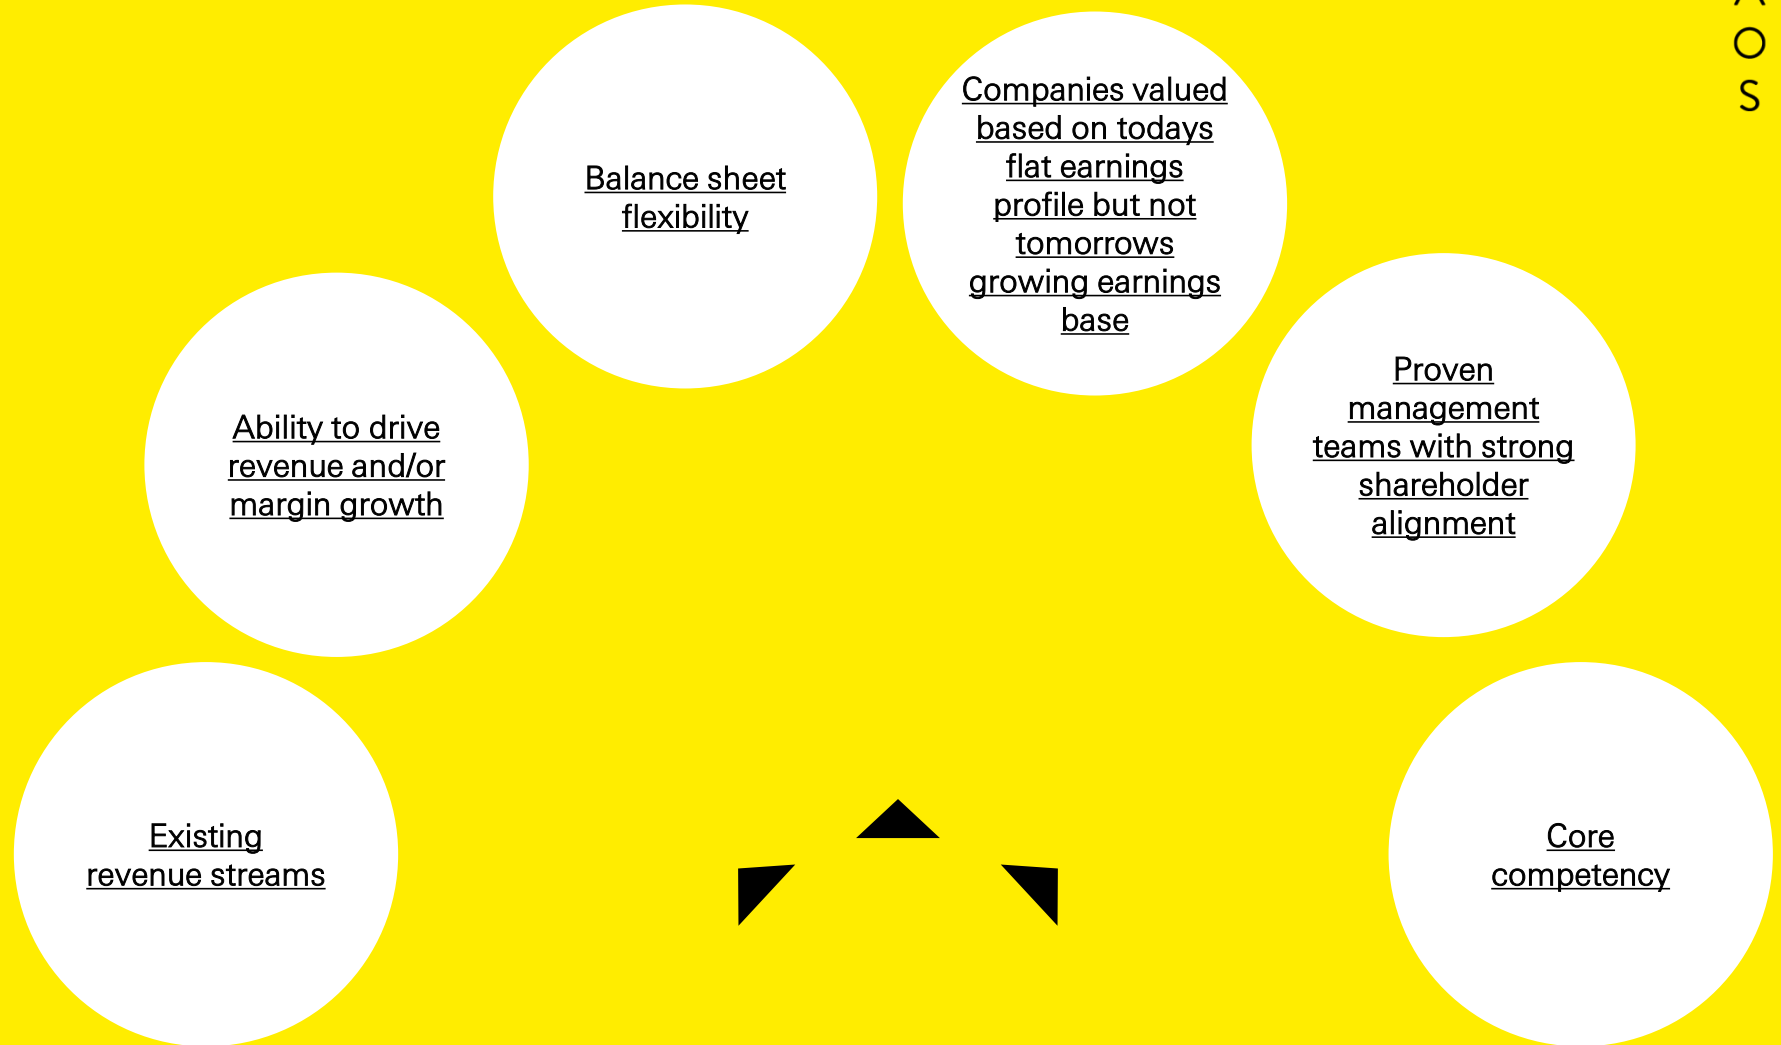 Companies valued
based on todays
flat earnings
profile but not
tomorrows
growing earnings
base
Balance sheet
flexibility
Proven
management
teams with strong
shareholder
alignment
Ability to drive
revenue and/or
margin growth
Existing
revenue streams
Core
competency
O
S